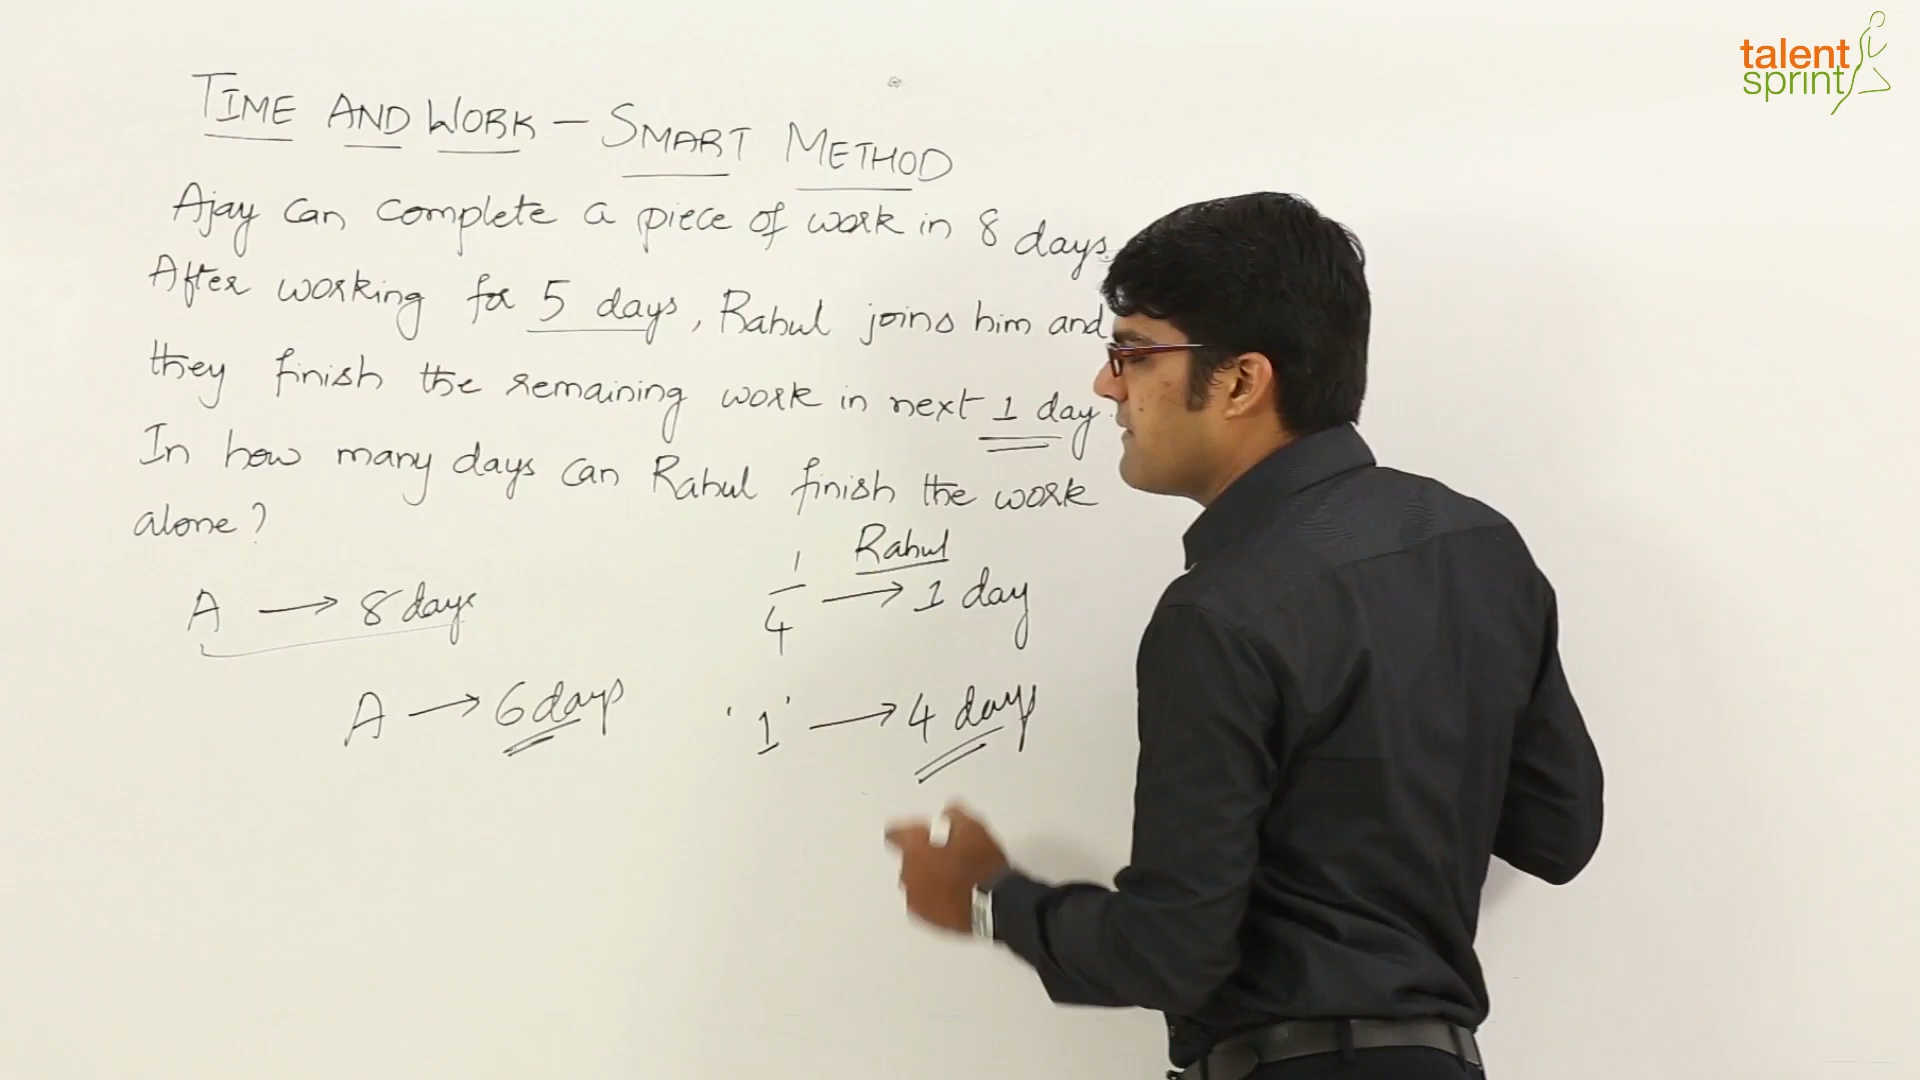 talent
sprint
TIME AND WORK - SMART METHOD
Ajay can complete a piece of work in 8 days.
After working for 5 days, Rahul joins him and
they finish the remaining work in next 1 day.
In how many days can Rahul finish the work
alone?
Rahul
A → 8 days
1/4 → 1 day
A → 6 days
'1' → 4 days